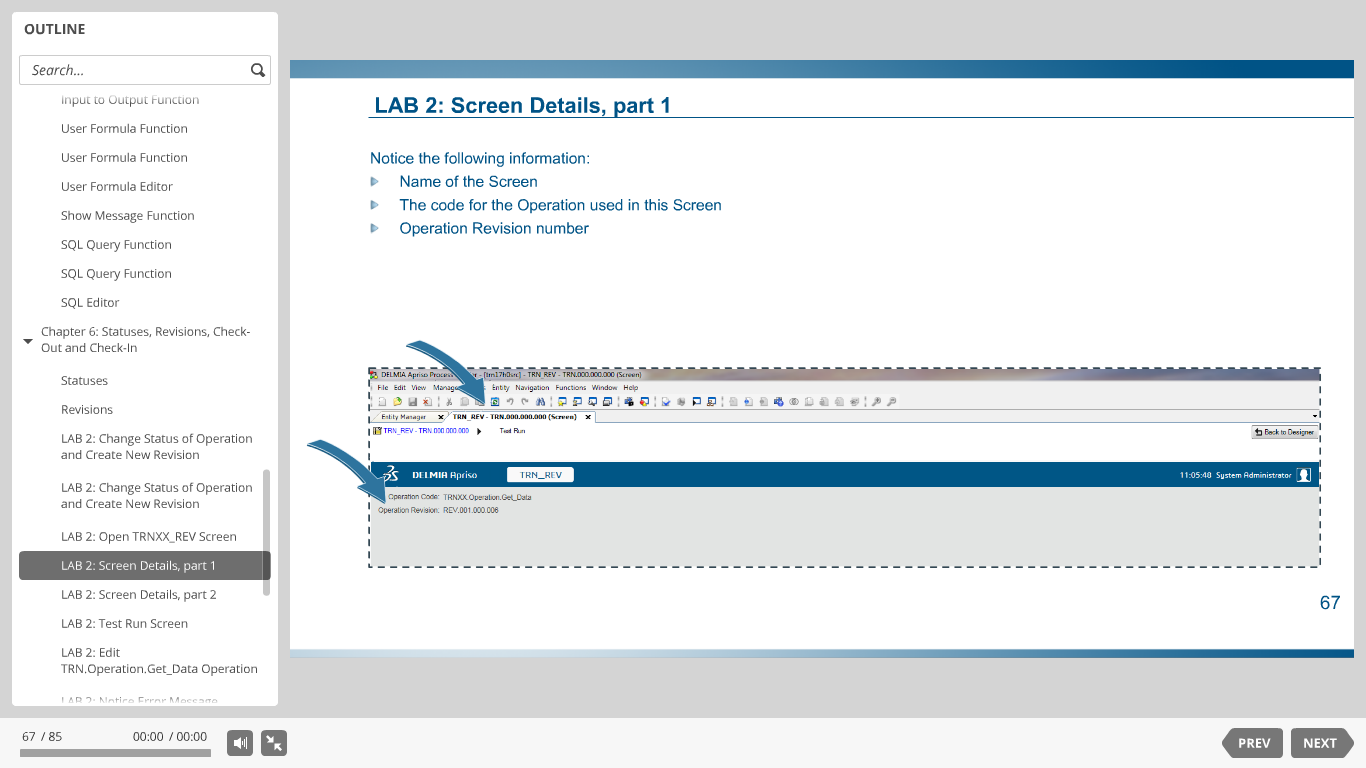 OUTLINE
Search...
Input to Output Function
User Formula Function
User Formula Function
User Formula Editor
Show Message Function
SQL Query Function
SQL Query Function
SQL Editor
Chapter 6: Statuses, Revisions, Check-
Out and Check-In
Statuses
Revisions
LAB 2: Change Status of Operation
and Create New Revision
LAB 2: Change Status of Operation
and Create New Revision
LAB 2: Open TRNXX_REV Screen
LAB 2: Screen Details, part 1
LAB 2: Screen Details, part 2
LAB 2: Test Run Screen
LAB 2: Edit
TRN.Operation.Get_Data Operation
LAB 2: Notice Error Message
LAB 2: Screen Details, part 1
Notice the following information:
Name of the Screen
The code for the Operation used in this Screen
Operation Revision number
DELMIA Apriso - TRN_REV - TRN.000.000.000 (Screen)
File Edit View Entity Navigation Functions Window Help
Entity Manager TRN_REV - TRN.000.000.000 (Screen)
TRN_REV - TRN.000.000.000 Test Run Back to Designer
DELMIA Apriso TRN_REV 11:05:48 System Administrator
Operation Code: TRNXX.Operation.Get_Data
Operation Revision: REV.001.000.006
67
67 / 85 00:00 / 00:00 PREV NEXT